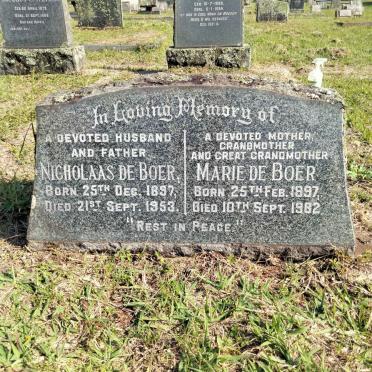 In Loving Memory of
A DEVOTED HUSBAND
AND FATHER
NICHOLAAS DE BOER,
BORN 25TH DEC. 1897,
DIED 21ST SEPT. 1953.
A DEVOTED MOTHER,
GRANDMOTHER
AND GREAT GRANDMOTHER
MARIE DE BOER
BORN 25TH FEB. 1897,
DIED 10TH SEPT. 1982
"REST IN PEACE."